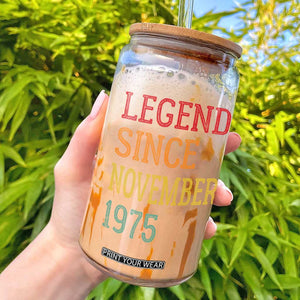 LEGEND
SINCE
NOVEMBER
1975
PRINT YOUR WEAR